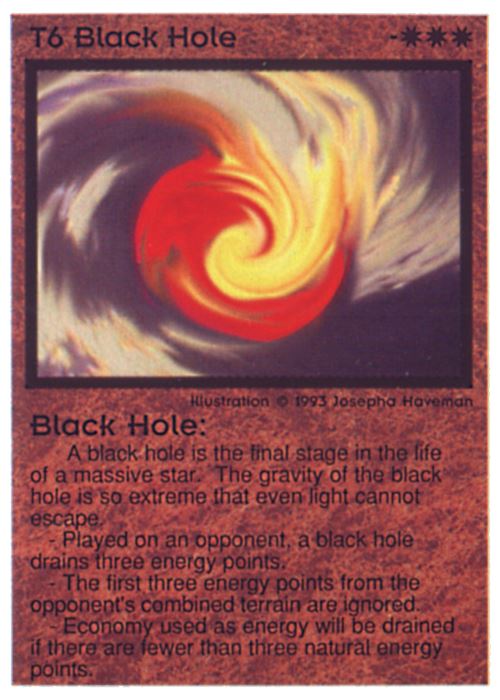 T6 Black Hole -✷✷✷
Illustration © 1993 Josepha Haveman
Black Hole:
A black hole is the final stage in the life
of a massive star. The gravity of the black
hole is so extreme that even light cannot
escape.
- Played on an opponent, a black hole
drains three energy points.
- The first three energy points from the
opponent's combined terrain are ignored.
- Economy used as energy will be drained
if there are fewer than three natural energy
points.